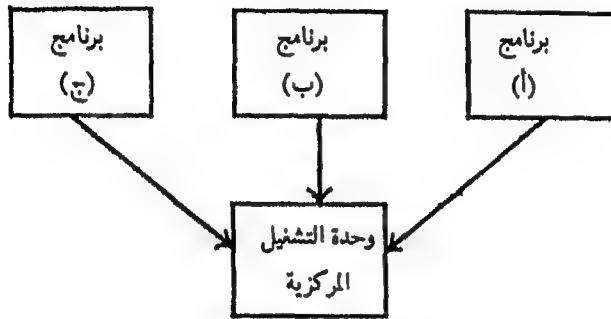 برنامج
(أ)
برنامج
(ب)
برنامج
(ج)
وحدة التشغيل
المركزية